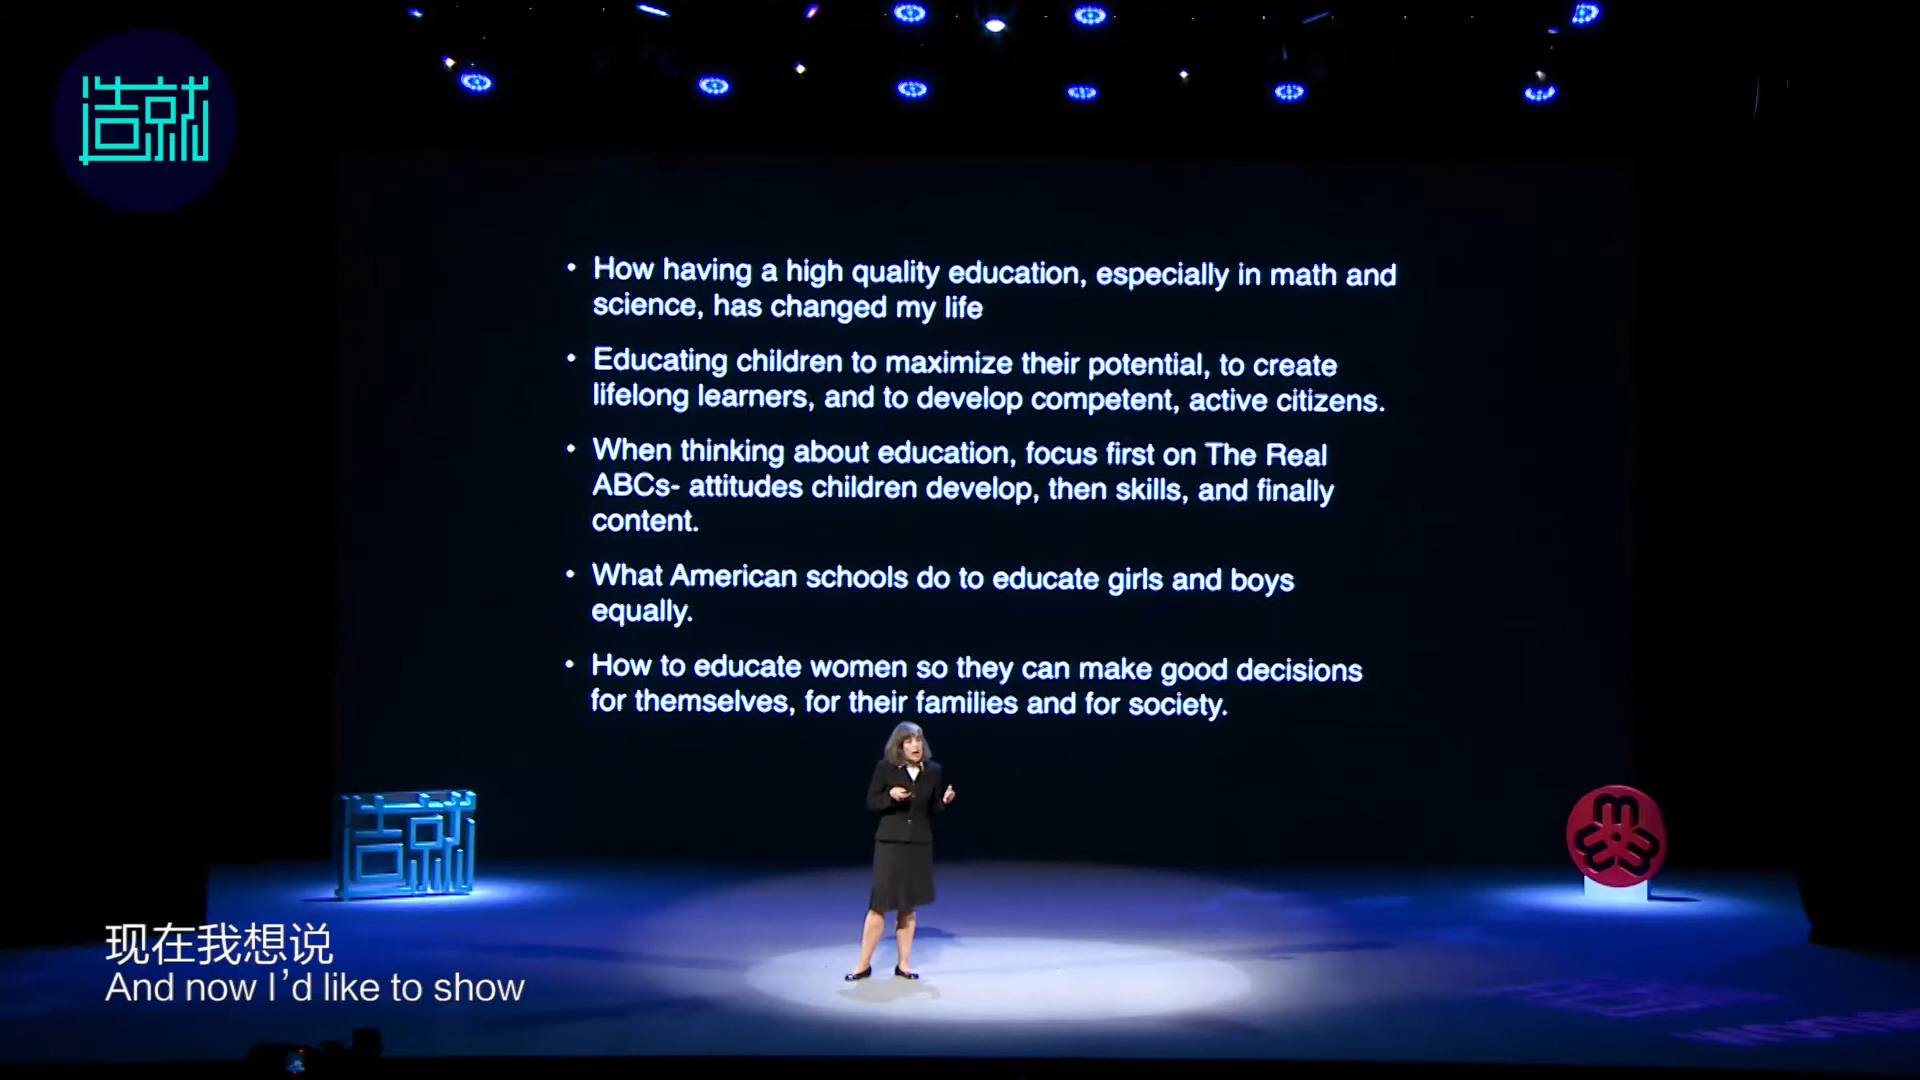 造就
• How having a high quality education, especially in math and
science, has changed my life
• Educating children to maximize their potential, to create
lifelong learners, and to develop competent, active citizens.
• When thinking about education, focus first on The Real
ABCs- attitudes children develop, then skills, and finally
content.
• What American schools do to educate girls and boys
equally.
• How to educate women so they can make good decisions
for themselves, for their families and for society.
造就
现在我想说
And now I’d like to show